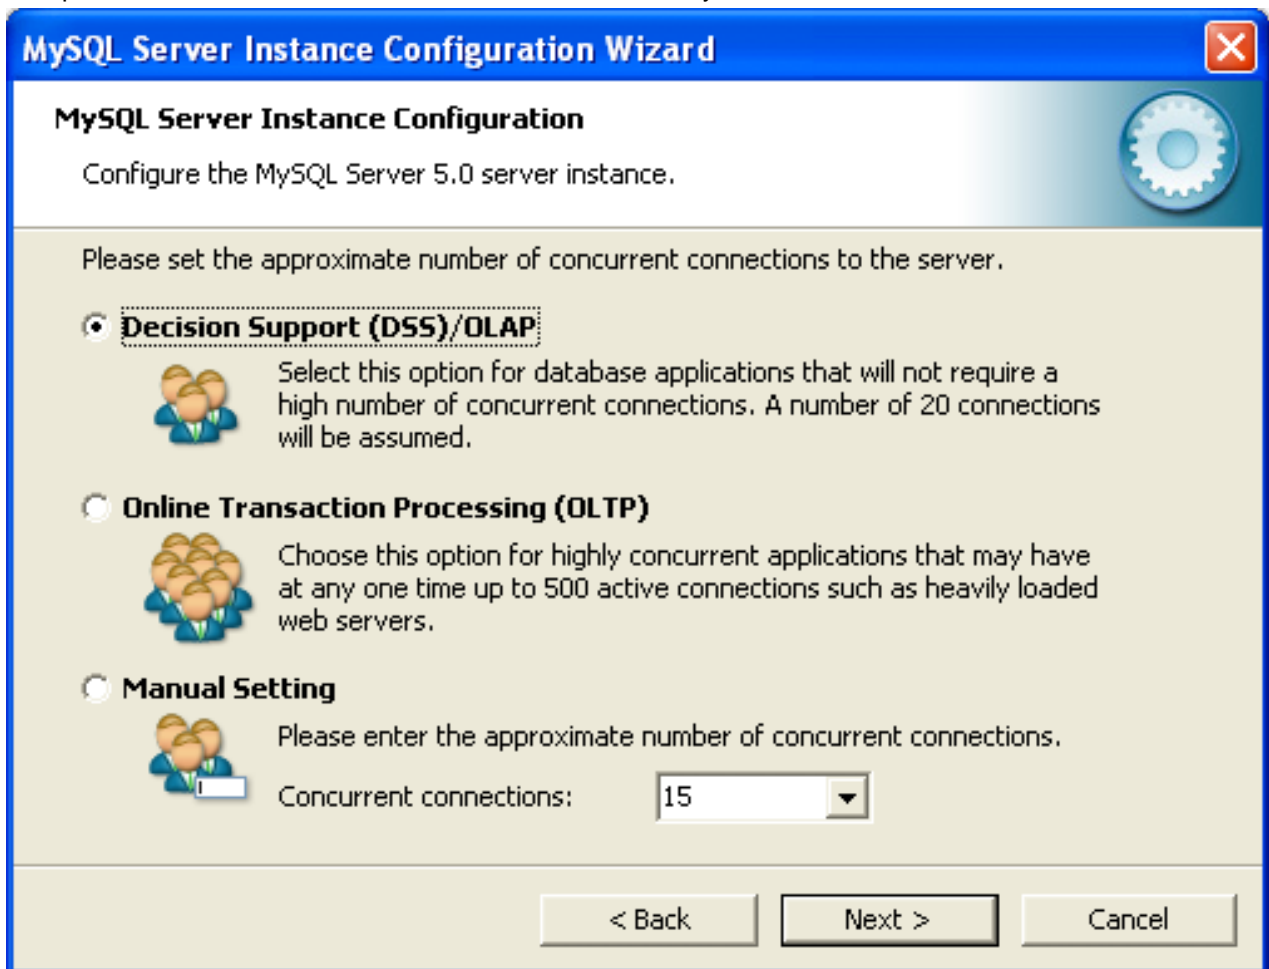 MySQL Server Instance Configuration Wizard
MySQL Server Instance Configuration
Configure the MySQL Server 5.0 server instance.
Please set the approximate number of concurrent connections to the server.
Decision Support (DSS)/OLAP
Select this option for database applications that will not require a
high number of concurrent connections. A number of 20 connections
will be assumed.
Online Transaction Processing (OLTP)
Choose this option for highly concurrent applications that may have
at any one time up to 500 active connections such as heavily loaded
web servers.
Manual Setting
Please enter the approximate number of concurrent connections.
Concurrent connections: 15
< Back Next > Cancel